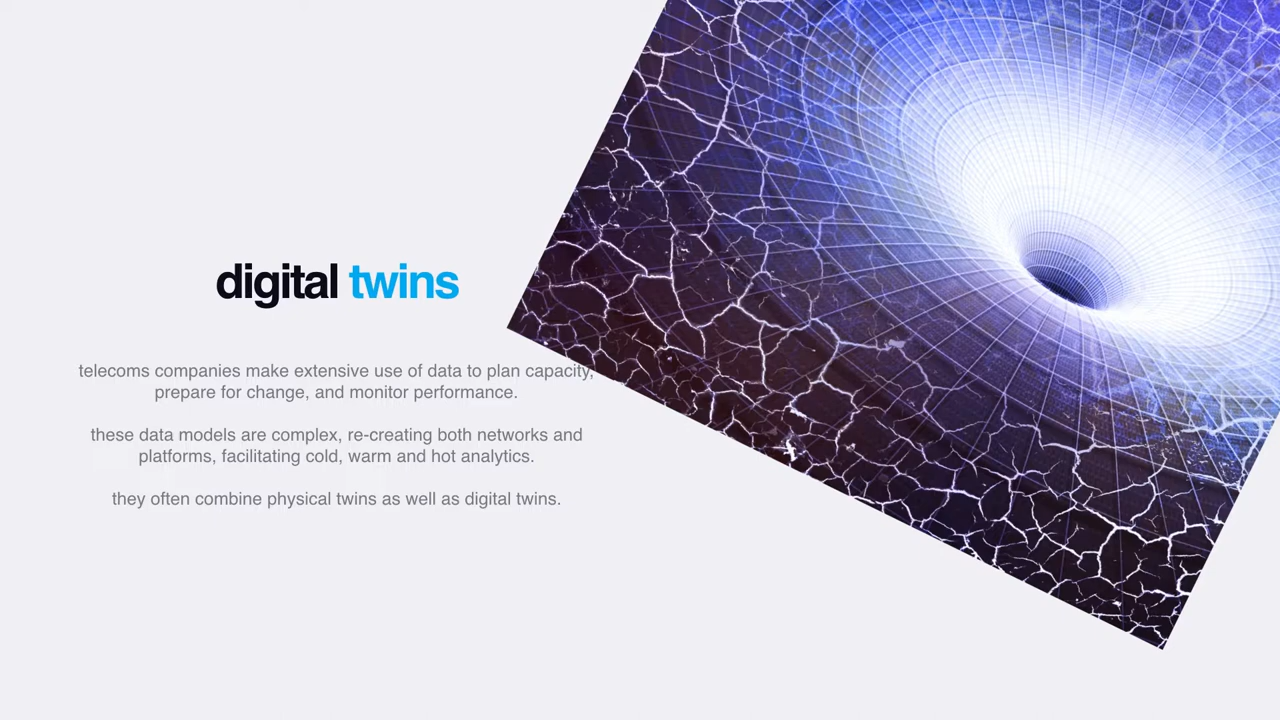 digital twins
telecoms companies make extensive use of data to plan capacity,
prepare for change, and monitor performance.
these data models are complex, re-creating both networks and
platforms, facilitating cold, warm and hot analytics.
they often combine physical twins as well as digital twins.